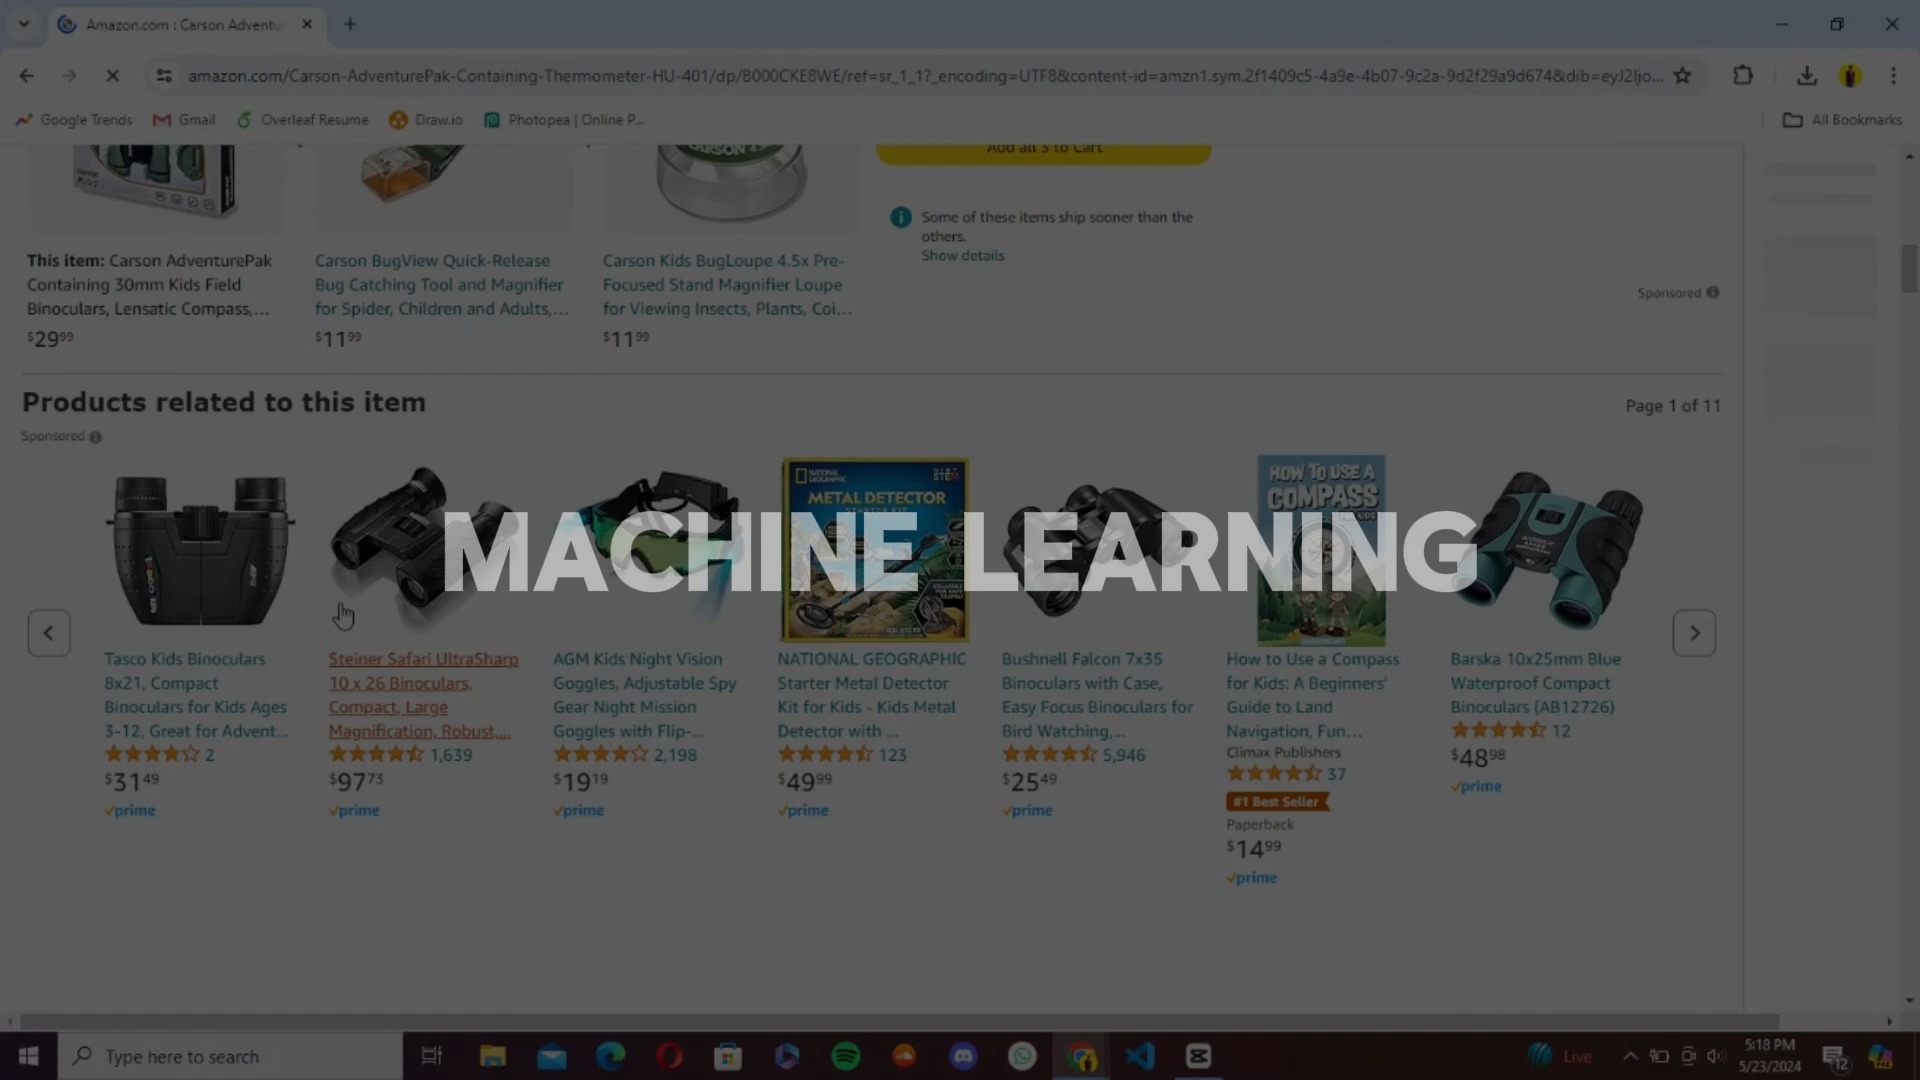 Amazon.com : Carson Adventu
amazon.com/Carson-AdventurePak-Containing-Thermometer-HU-401/dp/B000CKE8WE/ref=sr_1_1?_encoding=UTF8&content-id=amzn1.sym.2f1409c5-4a9e-4b07-9c2a-9d2f29a9d674&dib=eyJ2Ijo...
Google Trends Gmail Overleaf Resume Draw.io Photopea | Online P... All Bookmarks
Add all 3 to Cart
Some of these items ship sooner than the
others.
Show details
This item: Carson AdventurePak
Containing 30mm Kids Field
Binoculars, Lensatic Compass,...
$29.99
Carson BugView Quick-Release
Bug Catching Tool and Magnifier
for Spider, Children and Adults,...
$11.99
Carson Kids BugLoupe 4.5x Pre-
Focused Stand Magnifier Loupe
for Viewing Insects, Plants, Coi...
$11.99
Sponsored
Products related to this item
Page 1 of 11
Sponsored
NATIONAL GEOGRAPHIC
METAL DETECTOR
STARTER KIT
HOW TO USE A
COMPASS
MACHINE LEARNING
Tasco Kids Binoculars
8x21, Compact
Binoculars for Kids Ages
3-12, Great for Advent...
2
$31.49
prime
Steiner Safari UltraSharp
10 x 26 Binoculars,
Compact, Large
Magnification, Robust,...
1,639
$97.73
prime
AGM Kids Night Vision
Goggles, Adjustable Spy
Gear Night Mission
Goggles with Flip-...
2,198
$19.19
prime
NATIONAL GEOGRAPHIC
Starter Metal Detector
Kit for Kids - Kids Metal
Detector with ...
123
$49.99
prime
Bushnell Falcon 7x35
Binoculars with Case,
Easy Focus Binoculars for
Bird Watching,...
5,946
$25.49
prime
How to Use a Compass
for Kids: A Beginners'
Guide to Land
Navigation, Fun...
Climax Publishers
37
#1 Best Seller
Paperback
$14.99
prime
Barska 10x25mm Blue
Waterproof Compact
Binoculars (AB12726)
12
$48.98
prime
Type here to search
Live
5:18 PM
5/23/2024
12